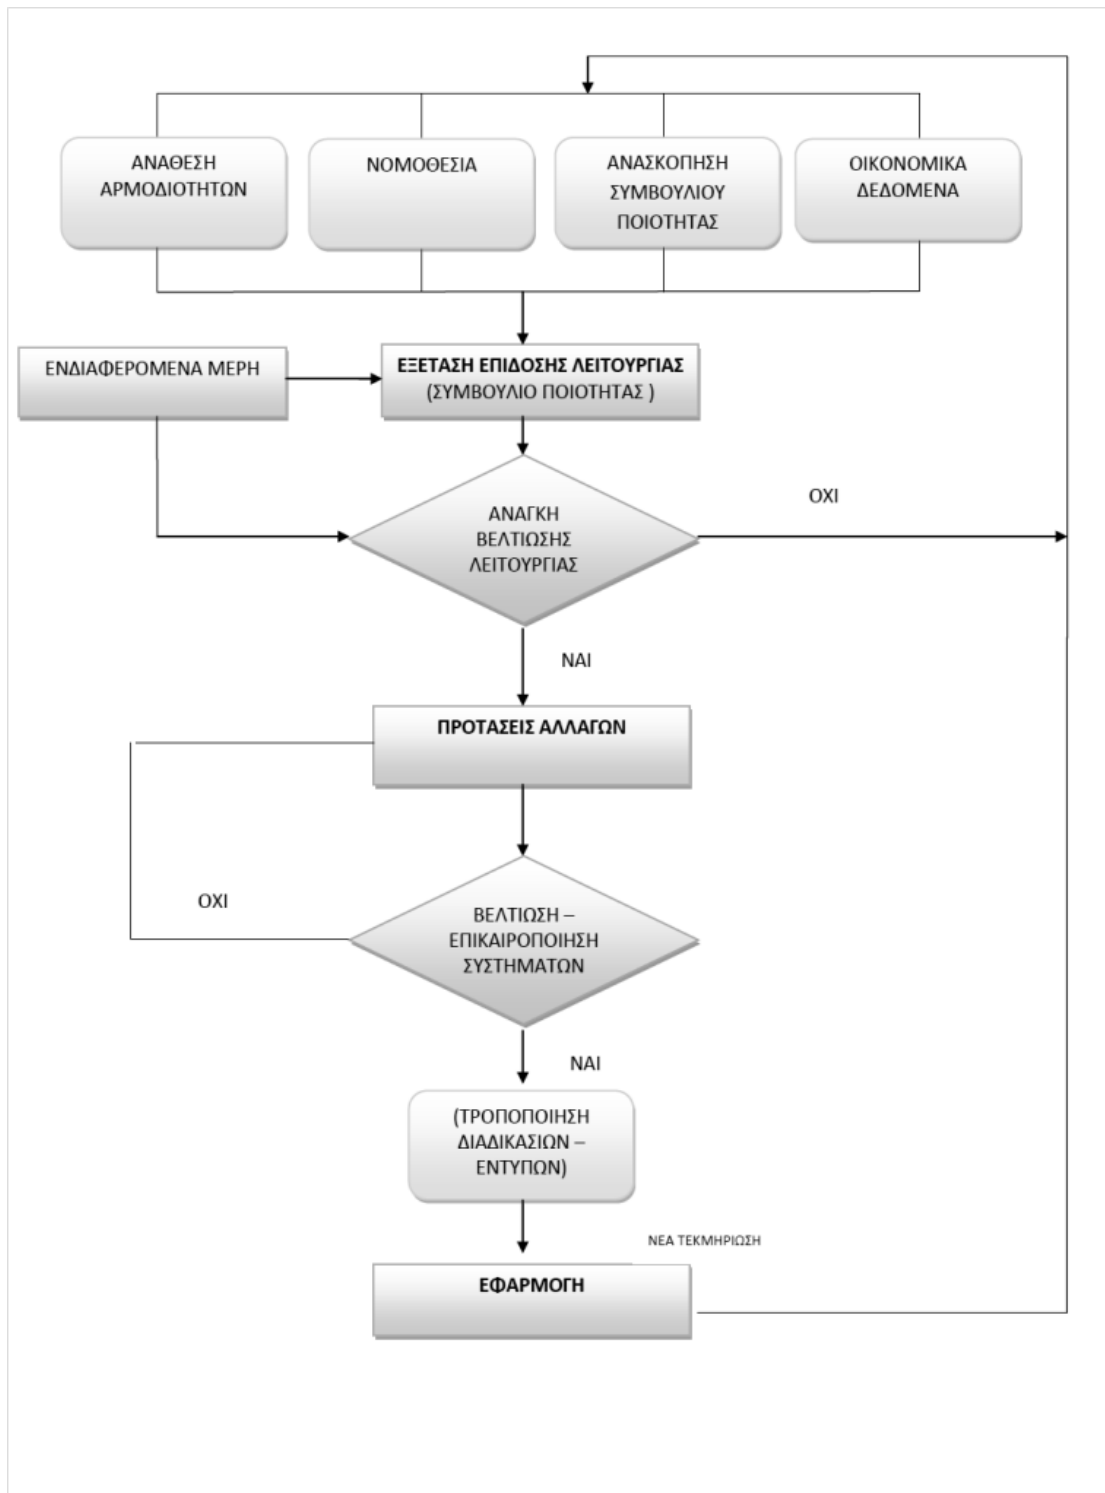 ΑΝΑΘΕΣΗ
ΑΡΜΟΔΙΟΤΗΤΩΝ
ΝΟΜΟΘΕΣΙΑ
ΑΝΑΣΚΟΠΗΣΗ
ΣΥΜΒΟΥΛΙΟΥ
ΠΟΙΟΤΗΤΑΣ
ΟΙΚΟΝΟΜΙΚΑ
ΔΕΔΟΜΕΝΑ
ΕΝΔΙΑΦΕΡΟΜΕΝΑ ΜΕΡΗ
ΕΞΕΤΑΣΗ ΕΠΙΔΟΣΗΣ ΛΕΙΤΟΥΡΓΙΑΣ
(ΣΥΜΒΟΥΛΙΟ ΠΟΙΟΤΗΤΑΣ )
ΑΝΑΓΚΗ
ΒΕΛΤΙΩΣΗΣ
ΛΕΙΤΟΥΡΓΙΑΣ
ΟΧΙ
ΝΑΙ
ΠΡΟΤΑΣΕΙΣ ΑΛΛΑΓΩΝ
ΟΧΙ
ΒΕΛΤΙΩΣΗ –
ΕΠΙΚΑΙΡΟΠΟΙΗΣΗ
ΣΥΣΤΗΜΑΤΩΝ
ΝΑΙ
(ΤΡΟΠΟΠΟΙΗΣΗ
ΔΙΑΔΙΚΑΣΙΩΝ –
ΕΝΤΥΠΩΝ)
ΝΕΑ ΤΕΚΜΗΡΙΩΣΗ
ΕΦΑΡΜΟΓΗ